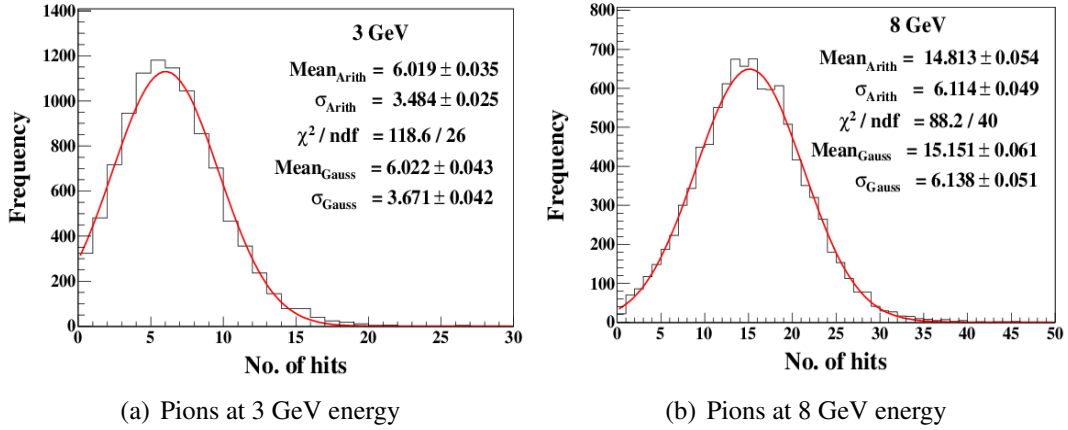 3 GeV
Mean_Arith = 6.019 ± 0.035
σ_Arith = 3.484 ± 0.025
χ² / ndf = 118.6 / 26
Mean_Gauss = 6.022 ± 0.043
σ_Gauss = 3.671 ± 0.042
Frequency
1400
1200
1000
800
600
400
200
0
0 5 10 15 20 25 30
No. of hits
(a) Pions at 3 GeV energy
8 GeV
Mean_Arith = 14.813 ± 0.054
σ_Arith = 6.114 ± 0.049
χ² / ndf = 88.2 / 40
Mean_Gauss = 15.151 ± 0.061
σ_Gauss = 6.138 ± 0.051
Frequency
800
700
600
500
400
300
200
100
0
0 10 20 30 40 50
No. of hits
(b) Pions at 8 GeV energy